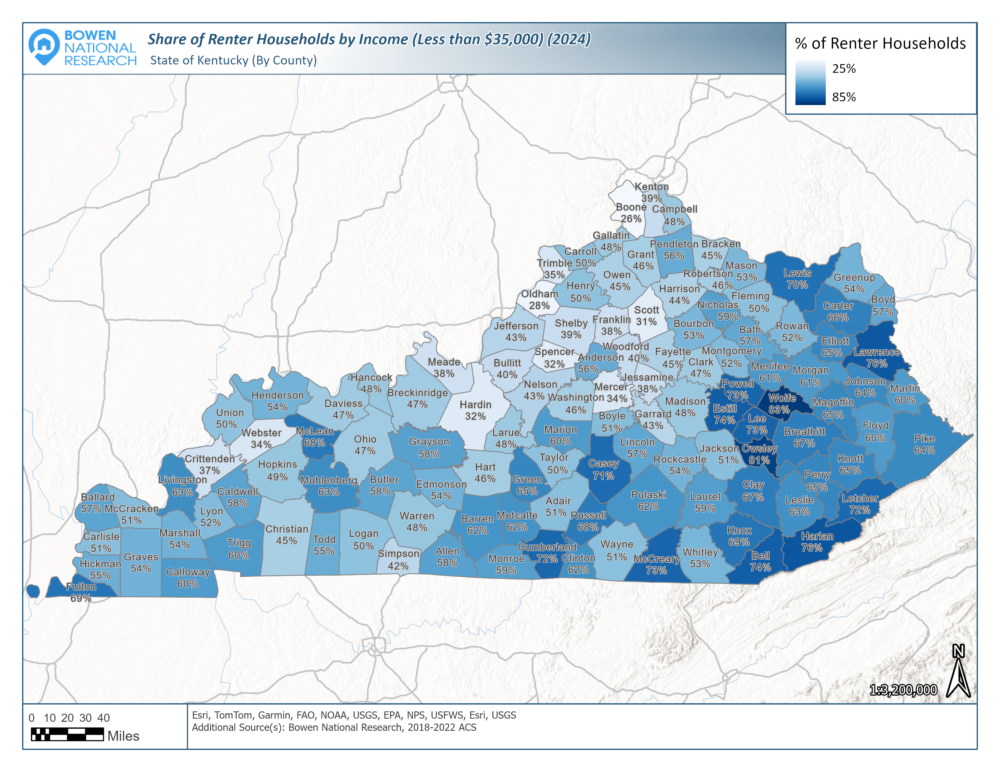 BOWEN
NATIONAL
RESEARCH
Share of Renter Households by Income (Less than $35,000) (2024)
State of Kentucky (By County)
% of Renter Households
25%
85%
Kenton
39%
Boone
26%
Campbell
48%
Gallatin
48%
Carroll
50%
Grant
46%
Pendleton
56%
Bracken
45%
Trimble
35%
Owen
45%
Robertson
46%
Mason
53%
Lewis
70%
Greenup
54%
Oldham
28%
Henry
50%
Harrison
44%
Fleming
50%
Nicholas
59%
Carter
66%
Boyd
57%
Jefferson
43%
Shelby
39%
Franklin
38%
Scott
31%
Bourbon
53%
Bath
57%
Rowan
52%
Elliott
65%
Lawrence
76%
Meade
38%
Bullitt
40%
Spencer
32%
Anderson
56%
Woodford
40%
Fayette
45%
Clark
47%
Montgomery
52%
Menifee
61%
Morgan
61%
Johnson
64%
Martin
60%
Henderson
54%
Hancock
48%
Breckinridge
47%
Daviess
47%
Hardin
32%
Nelson
43%
Washington
46%
Mercer
34%
Jessamine
38%
Madison
48%
Powell
73%
Estill
74%
Wolfe
83%
Magoffin
65%
Union
50%
Webster
34%
McLean
68%
Ohio
47%
Grayson
58%
Larue
48%
Marion
60%
Boyle
51%
Garrard
43%
Lee
73%
Breathitt
67%
Floyd
60%
Pike
64%
Crittenden
37%
Hopkins
49%
Hart
46%
Green
65%
Taylor
50%
Casey
71%
Lincoln
57%
Rockcastle
54%
Jackson
51%
Owsley
81%
Knott
65%
Perry
65%
Livingston
63%
Caldwell
58%
Muhlenberg
63%
Butler
58%
Edmonson
54%
Adair
51%
Pulaski
62%
Laurel
59%
Clay
67%
Leslie
63%
Letcher
72%
Ballard
57%
McCracken
51%
Lyon
52%
Christian
45%
Warren
48%
Barren
62%
Metcalfe
62%
Russell
68%
Carlisle
51%
Marshall
54%
Trigg
60%
Todd
55%
Logan
50%
Simpson
42%
Allen
58%
Monroe
59%
Cumberland
72%
Clinton
62%
Wayne
51%
McCreary
73%
Whitley
53%
Knox
69%
Bell
74%
Harlan
76%
Hickman
55%
Graves
54%
Calloway
60%
Fulton
69%
N
1:3,200,000
0 10 20 30 40
Miles
Esri, TomTom, Garmin, FAO, NOAA, USGS, EPA, NPS, USFWS, Esri, USGS
Additional Source(s): Bowen National Research, 2018-2022 ACS